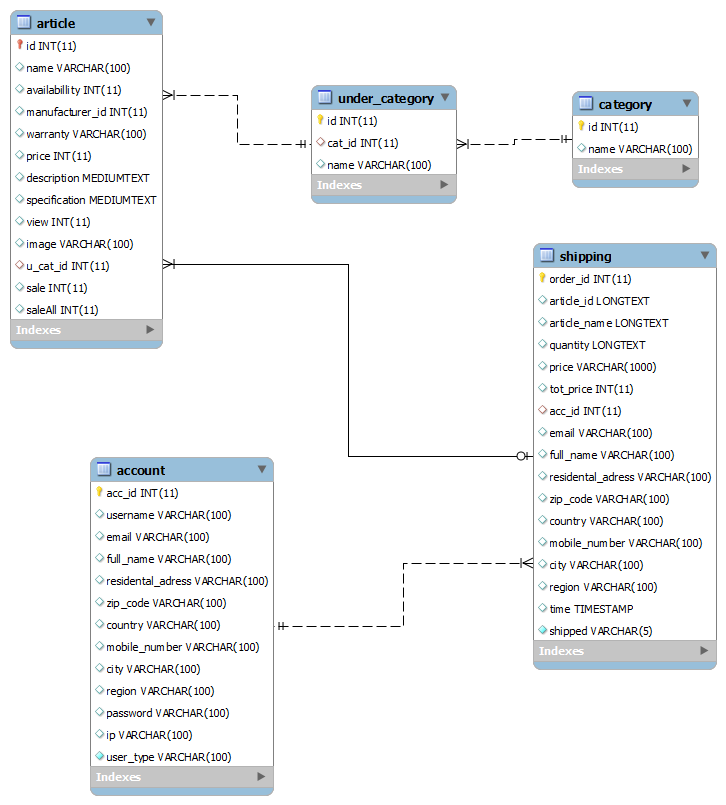 article
id INT(11)
name VARCHAR(100)
availabillity INT(11)
manufacturer_id INT(11)
warranty VARCHAR(100)
price INT(11)
description MEDIUMTEXT
specification MEDIUMTEXT
view INT(11)
image VARCHAR(100)
u_cat_id INT(11)
sale INT(11)
saleAll INT(11)
Indexes
under_category
id INT(11)
cat_id INT(11)
name VARCHAR(100)
Indexes
category
id INT(11)
name VARCHAR(100)
Indexes
shipping
order_id INT(11)
article_id LONGTEXT
article_name LONGTEXT
quantity LONGTEXT
price VARCHAR(1000)
tot_price INT(11)
acc_id INT(11)
email VARCHAR(100)
full_name VARCHAR(100)
residental_adress VARCHAR(100)
zip_code VARCHAR(100)
country VARCHAR(100)
mobile_number VARCHAR(100)
city VARCHAR(100)
region VARCHAR(100)
time TIMESTAMP
shipped VARCHAR(5)
Indexes
account
acc_id INT(11)
username VARCHAR(100)
email VARCHAR(100)
full_name VARCHAR(100)
residental_adress VARCHAR(100)
zip_code VARCHAR(100)
country VARCHAR(100)
mobile_number VARCHAR(100)
city VARCHAR(100)
region VARCHAR(100)
password VARCHAR(100)
ip VARCHAR(100)
user_type VARCHAR(100)
Indexes